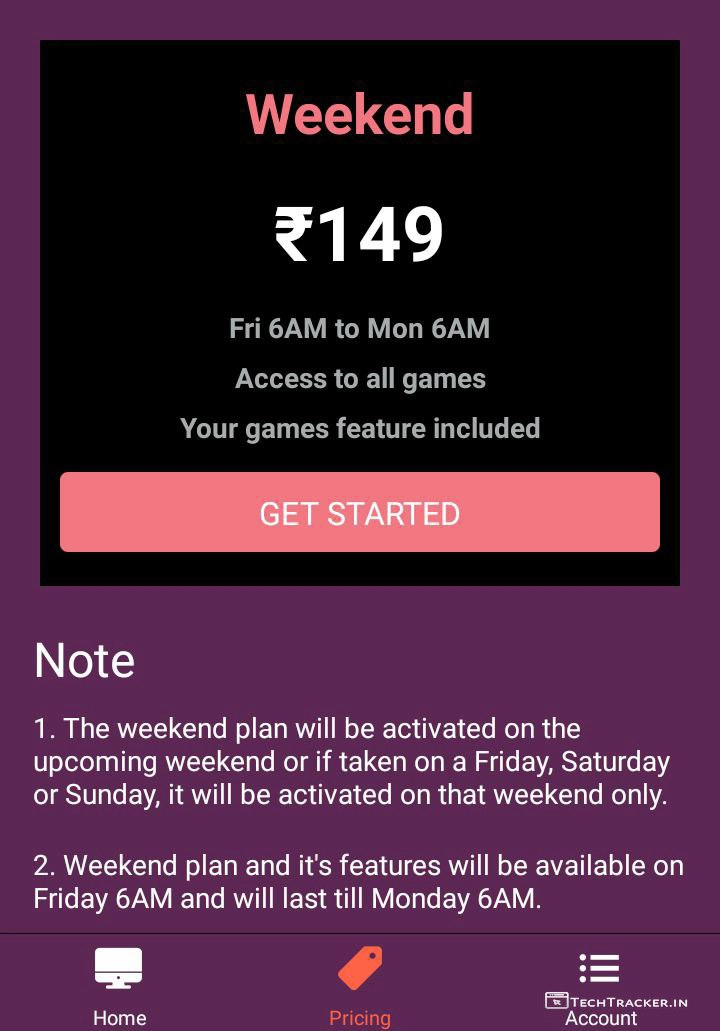 Weekend
₹149
Fri 6AM to Mon 6AM
Access to all games
Your games feature included
GET STARTED
Note
1. The weekend plan will be activated on the
upcoming weekend or if taken on a Friday, Saturday
or Sunday, it will be activated on that weekend only.
2. Weekend plan and it's features will be available on
Friday 6AM and will last till Monday 6AM.
TECHTRACKER.IN
Home
Pricing
Account